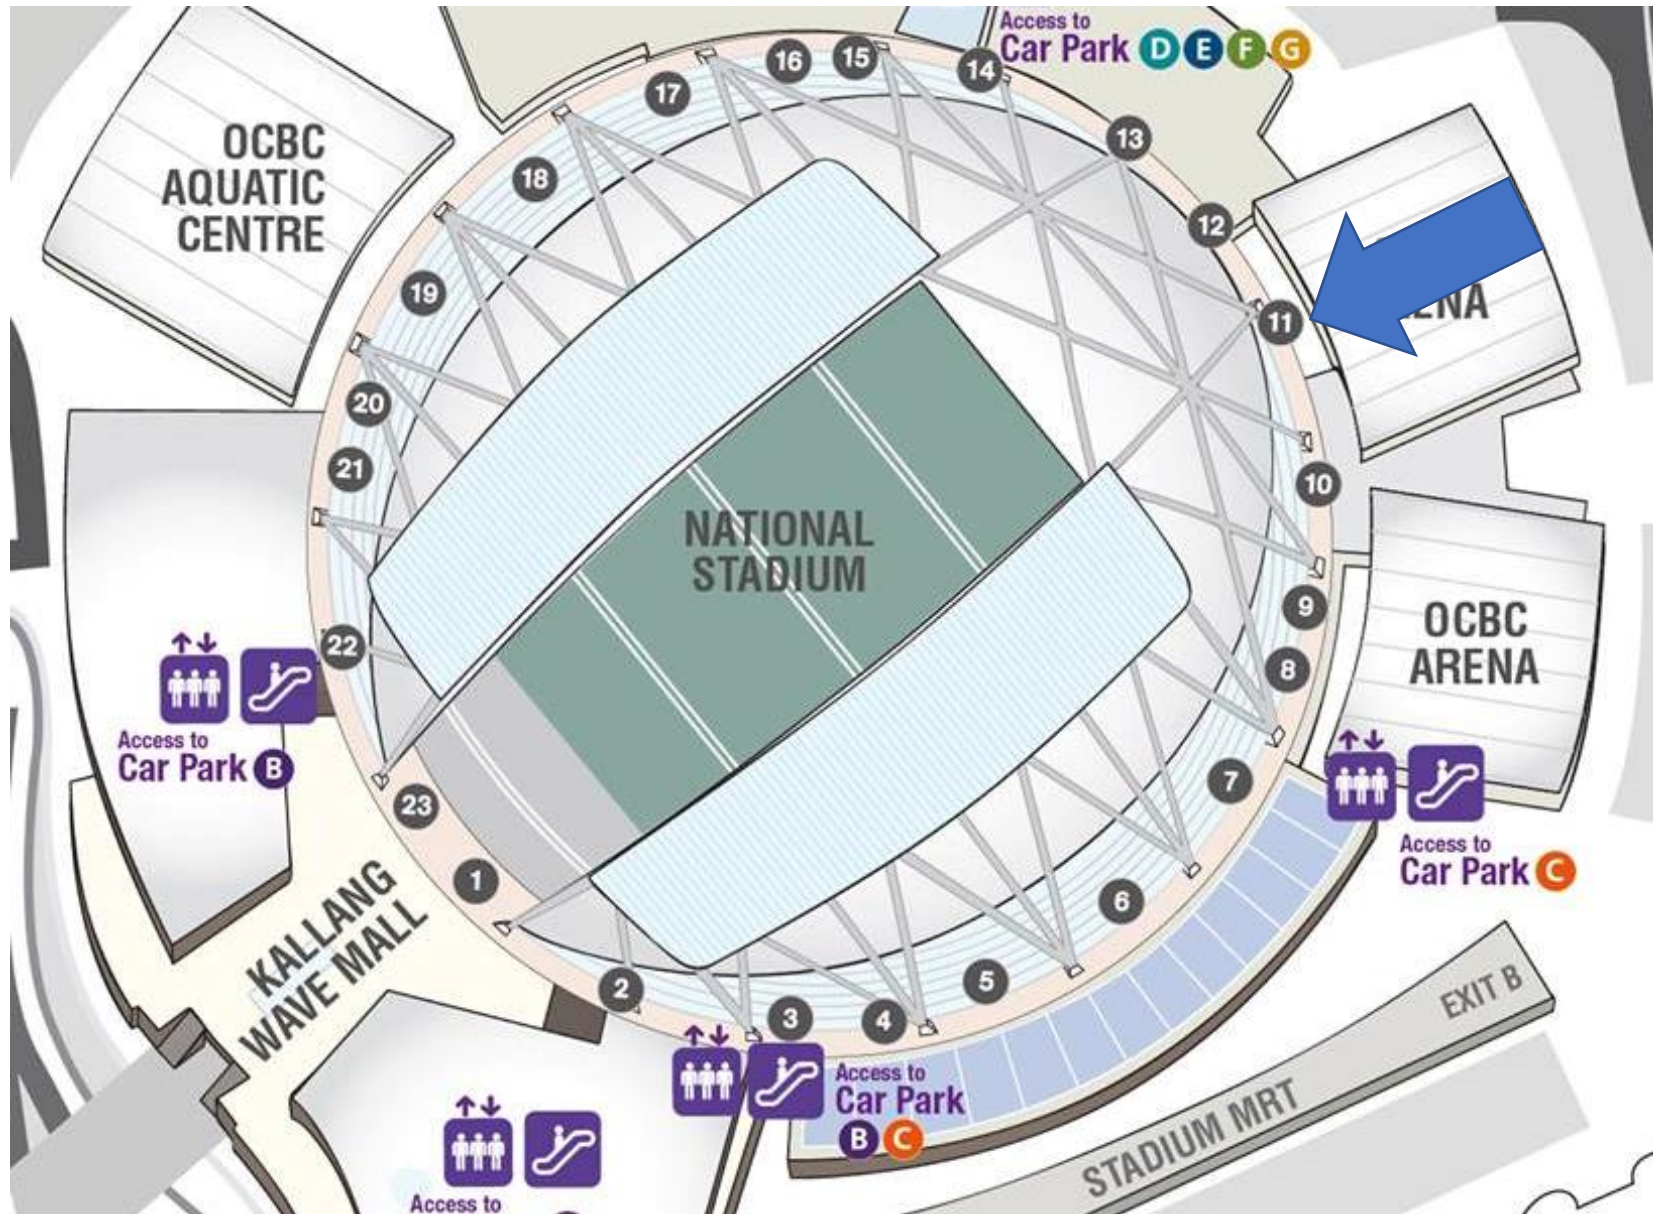 Access to
Car Park D E F G
16
15
14
17
13
OCBC
AQUATIC
CENTRE
18
12
19
11
ENA
20
21
10
NATIONAL
STADIUM
9
OCBC
ARENA
22
8
Access to
Car Park B
7
23
Access to
Car Park C
1
6
KALLANG
WAVE MALL
2
5
3
4
EXIT B
Access to
Car Park
B C
STADIUM MRT
Access to